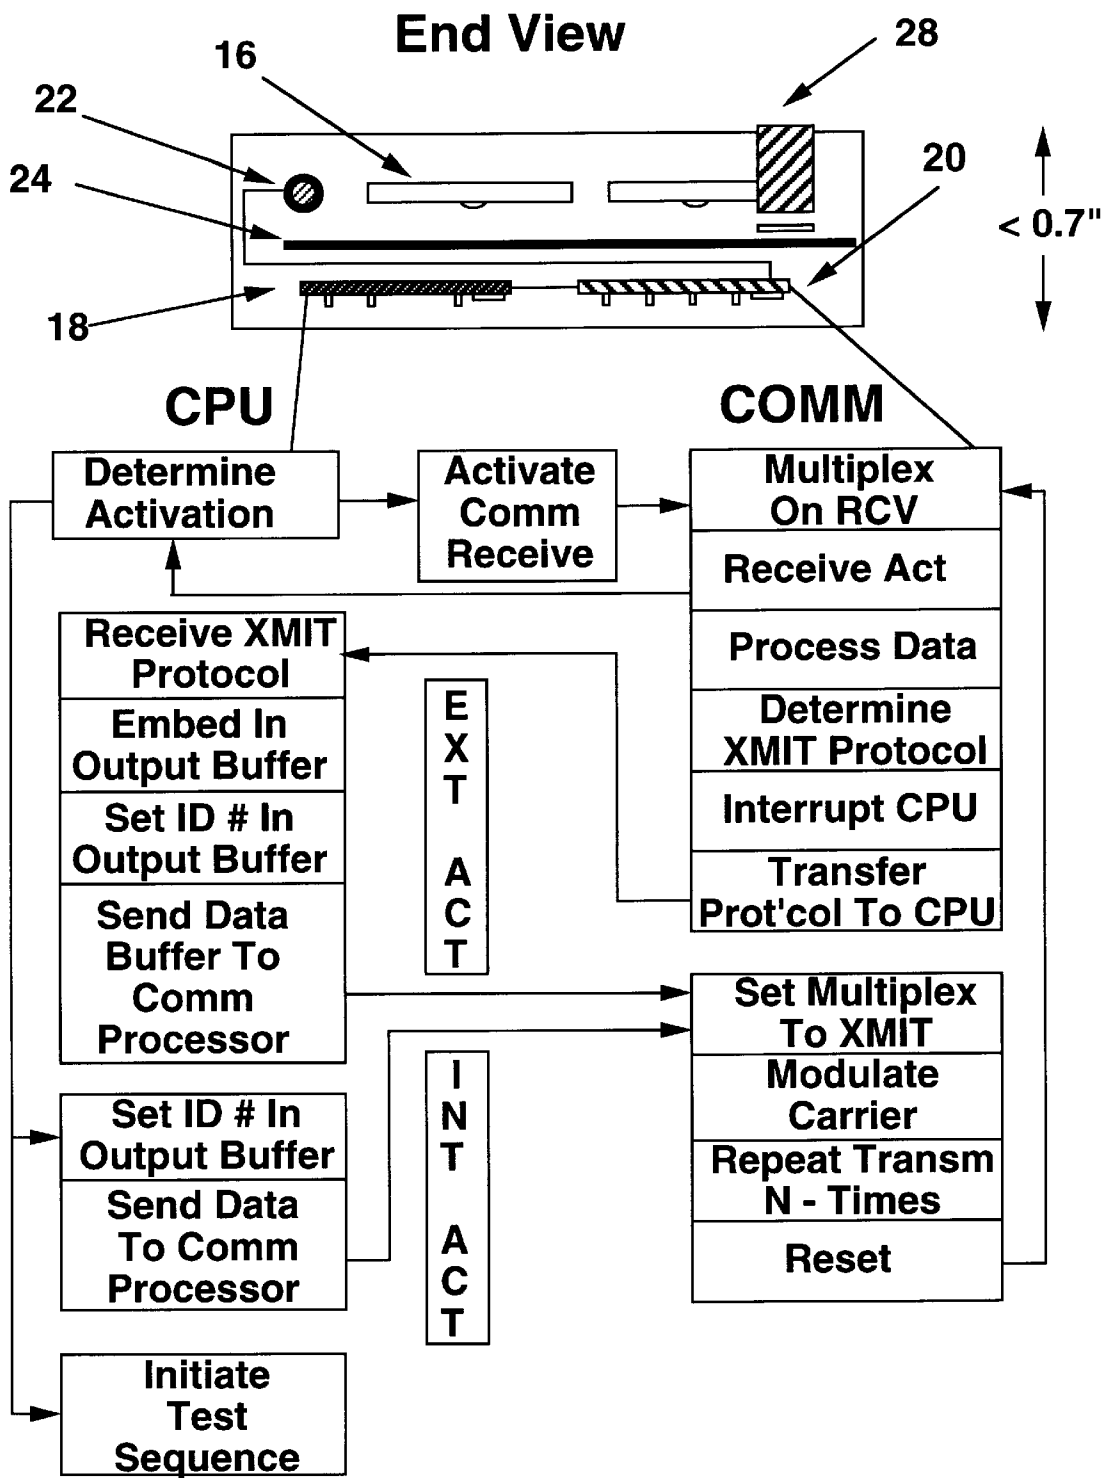 End View
28
16
22
24
20
< 0.7"
18
CPU
COMM
Determine
Activation
Activate
Comm
Receive
Multiplex
On RCV
Receive Act
Process Data
Determine
XMIT Protocol
Interrupt CPU
Transfer
Prot'col To CPU
Receive XMIT
Protocol
Embed In
Output Buffer
Set ID # In
Output Buffer
Send Data
Buffer To
Comm
Processor
E
X
T
A
C
T
Set Multiplex
To XMIT
Modulate
Carrier
Repeat Transm
N - Times
Reset
Set ID # In
Output Buffer
Send Data
To Comm
Processor
I
N
T
A
C
T
Initiate
Test
Sequence